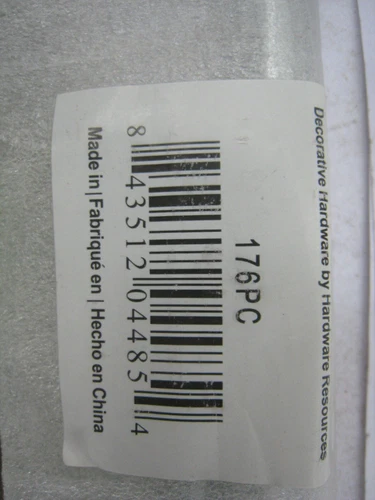 Decorative Hardware by Hardware Resources
176PC
8 43512 04485 4
Made in | Fabriqué en | Hecho en China